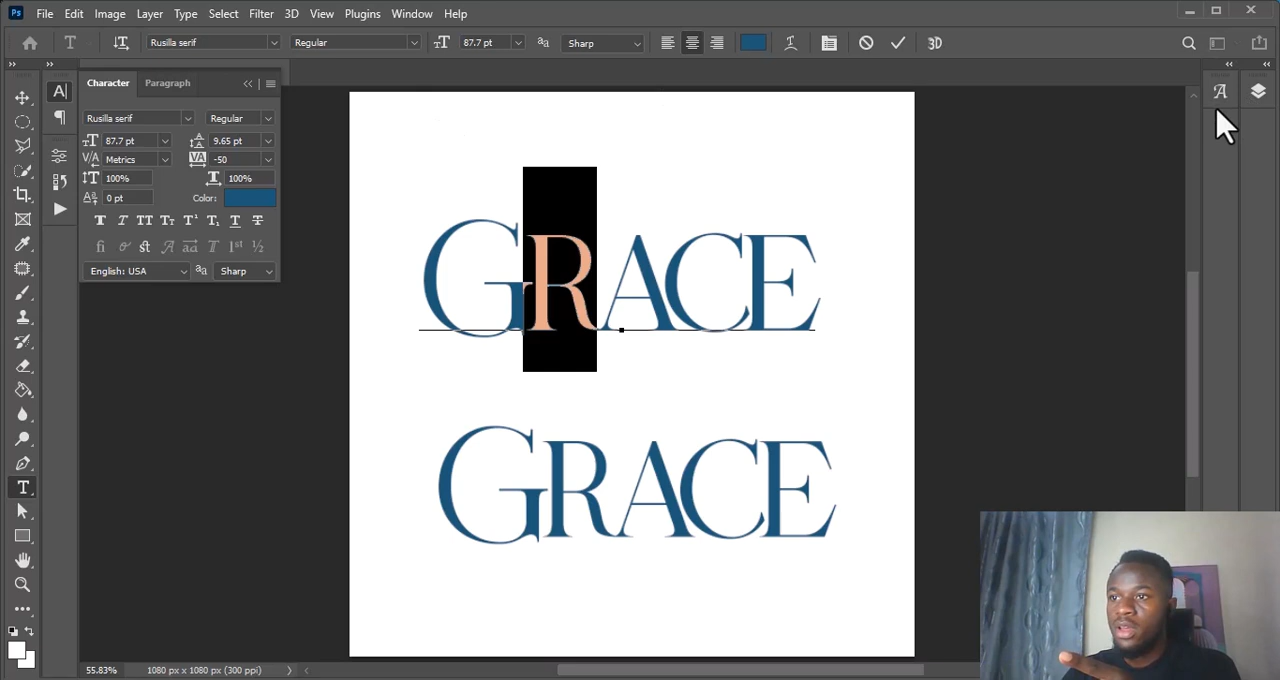 Ps File Edit Image Layer Type Select Filter 3D View Plugins Window Help
T Rusilla serif Regular 87.7 pt Sharp 3D
Character Paragraph
Rusilla serif Regular
87.7 pt 9.65 pt
Metrics -50
100% 100%
0 pt Color:
English: USA Sharp
GRACE
GRACE
55.83% 1080 px x 1080 px (300 ppi)